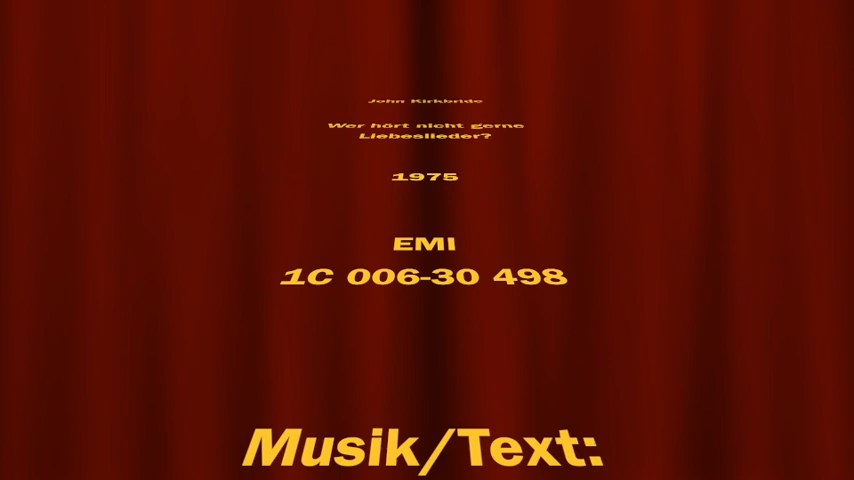 John Kirkbride
Wer hört nicht gerne
Liebeslieder?
1975
EMI
1C 006-30 498
Musik/Text: